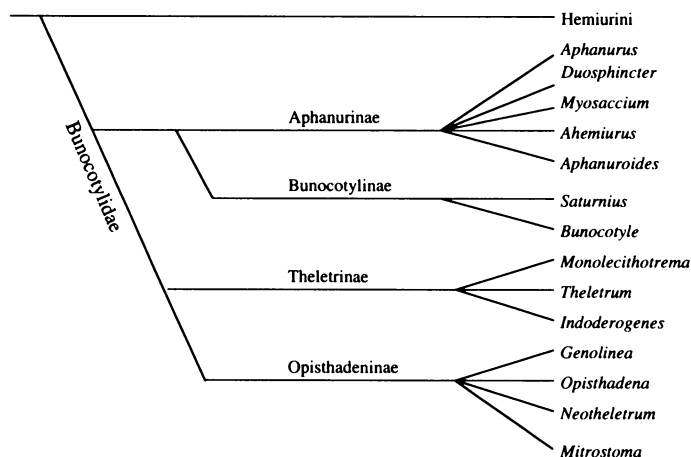 Hemiurini
Aphanurus
Duosphincter
Myosaccium
Aphanurinae
Ahemiurus
Aphanuroides
Bunocotylidae
Bunocotylinae
Saturnius
Bunocotyle
Monolecithotrema
Theletrinae
Theletrum
Indoderogenes
Genolinea
Opisthadeninae
Opisthadena
Neotheletrum
Mitrostoma